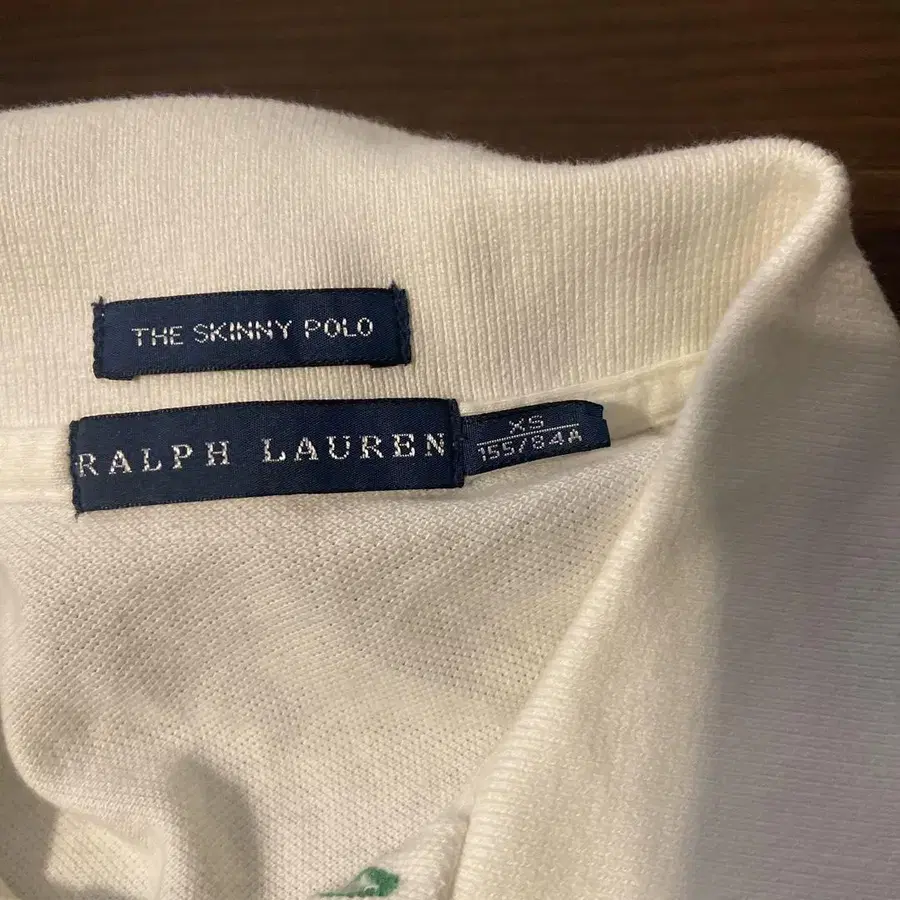 THE SKINNY POLO
RALPH LAUREN
XS
155/84A